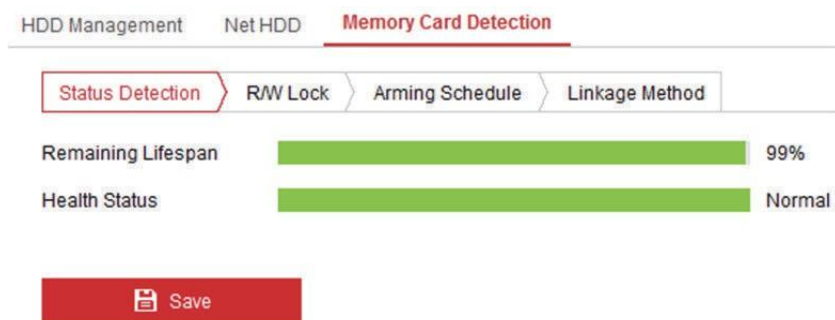 HDD Management Net HDD Memory Card Detection
Status Detection R/W Lock Arming Schedule Linkage Method
Remaining Lifespan 99%
Health Status Normal
Save